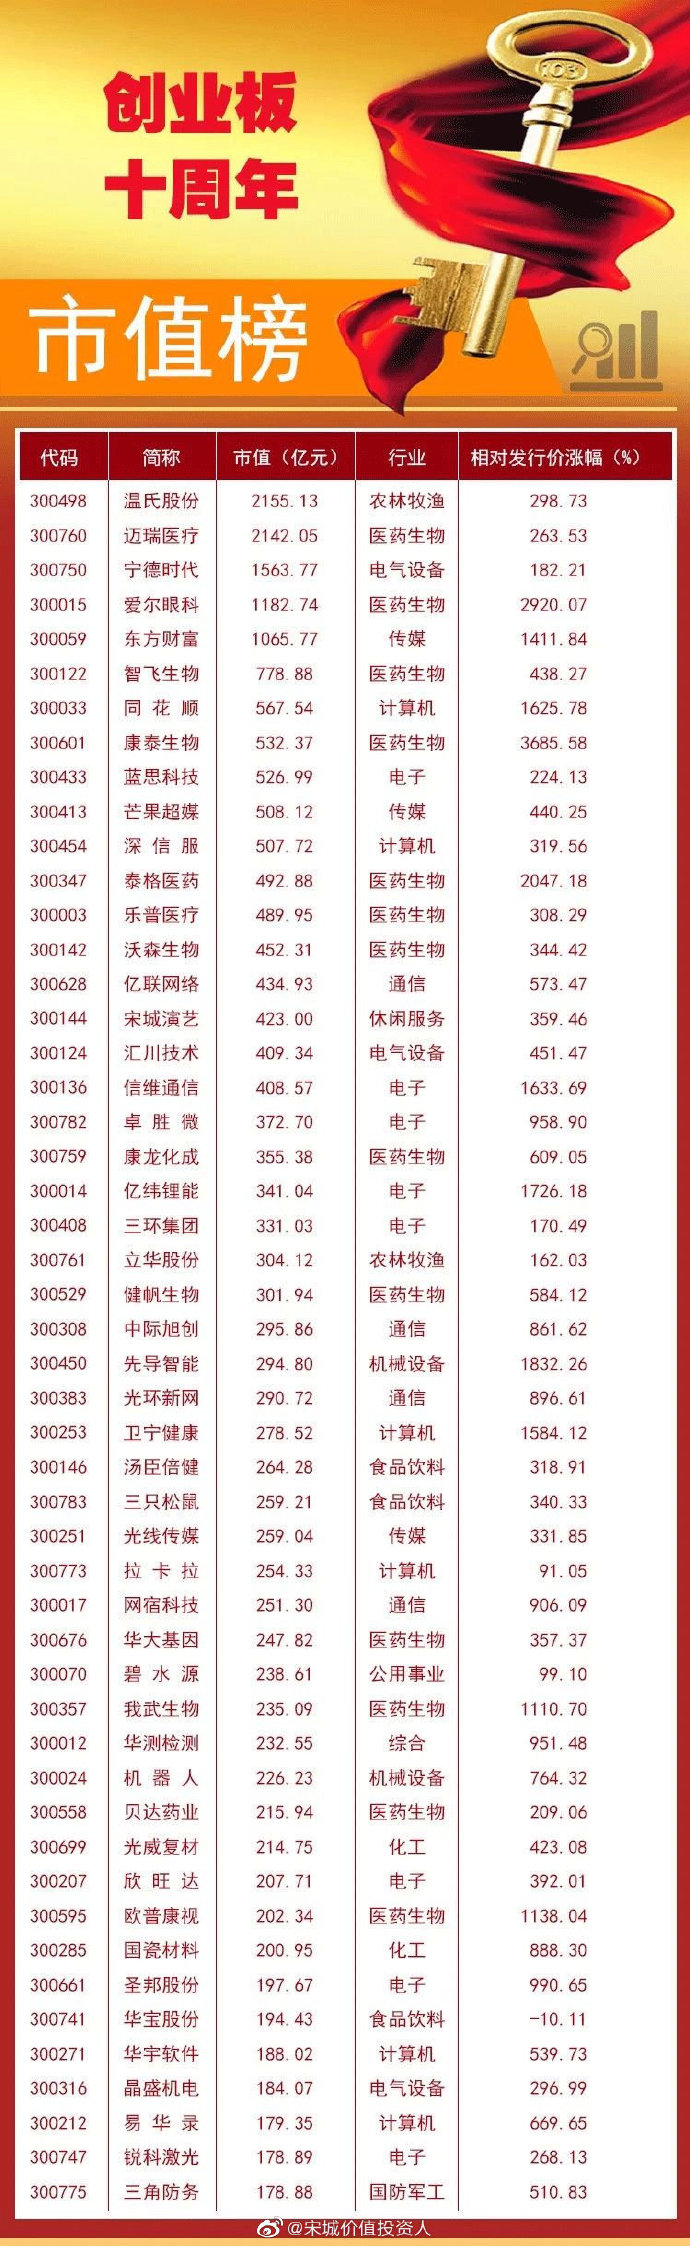 103
创业板
十周年
市值榜
代码 简称 市值（亿元） 行业 相对发行价涨幅（%）
300498 温氏股份 2155.13 农林牧渔 298.73
300760 迈瑞医疗 2142.05 医药生物 263.53
300750 宁德时代 1563.77 电气设备 182.21
300015 爱尔眼科 1182.74 医药生物 2920.07
300059 东方财富 1065.77 传媒 1411.84
300122 智飞生物 778.88 医药生物 438.27
300033 同花顺 567.54 计算机 1625.78
300601 康泰生物 532.37 医药生物 3685.58
300433 蓝思科技 526.99 电子 224.13
300413 芒果超媒 508.12 传媒 440.25
300454 深信服 507.72 计算机 319.56
300347 泰格医药 492.88 医药生物 2047.18
300003 乐普医疗 489.95 医药生物 308.29
300142 沃森生物 452.31 医药生物 344.42
300628 亿联网络 434.93 通信 573.47
300144 宋城演艺 423.00 休闲服务 359.46
300124 汇川技术 409.34 电气设备 451.47
300136 信维通信 408.57 电子 1633.69
300782 卓胜微 372.70 电子 958.90
300759 康龙化成 355.38 医药生物 609.05
300014 亿纬锂能 341.04 电子 1726.18
300408 三环集团 331.03 电子 170.49
300761 立华股份 304.12 农林牧渔 162.03
300529 健帆生物 301.94 医药生物 584.12
300308 中际旭创 295.86 通信 861.62
300450 先导智能 294.80 机械设备 1832.26
300383 光环新网 290.72 通信 896.61
300253 卫宁健康 278.52 计算机 1584.12
300146 汤臣倍健 264.28 食品饮料 318.91
300783 三只松鼠 259.21 食品饮料 340.33
300251 光线传媒 259.04 传媒 331.85
300773 拉卡拉 254.33 计算机 91.05
300017 网宿科技 251.30 通信 906.09
300676 华大基因 247.82 医药生物 357.37
300070 碧水源 238.61 公用事业 99.10
300357 我武生物 235.09 医药生物 1110.70
300012 华测检测 232.55 综合 951.48
300024 机器人 226.23 机械设备 764.32
300558 贝达药业 215.94 医药生物 209.06
300699 光威复材 214.75 化工 423.08
300207 欣旺达 207.71 电子 392.01
300595 欧普康视 202.34 医药生物 1138.04
300285 国瓷材料 200.95 化工 888.30
300661 圣邦股份 197.67 电子 990.65
300741 华宝股份 194.43 食品饮料 -10.11
300271 华宇软件 188.02 计算机 539.73
300316 晶盛机电 184.07 电气设备 296.99
300212 易华录 179.35 计算机 669.65
300747 锐科激光 178.89 电子 268.13
300775 三角防务 178.88 国防军工 510.83
@宋城价值投资人